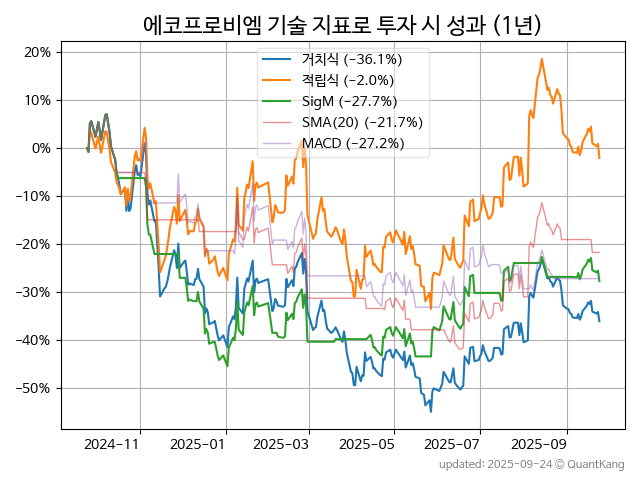 에코프로비엠 기술 지표로 투자 시 성과 (1년)
20%
10%
0%
−10%
−20%
−30%
−40%
−50%
거치식 (−36.1%)
적립식 (−2.0%)
SigM (−27.7%)
SMA(20) (−21.7%)
MACD (−27.2%)
2024-11 2025-01 2025-03 2025-05 2025-07 2025-09
updated: 2025-09-24 © QuantKang